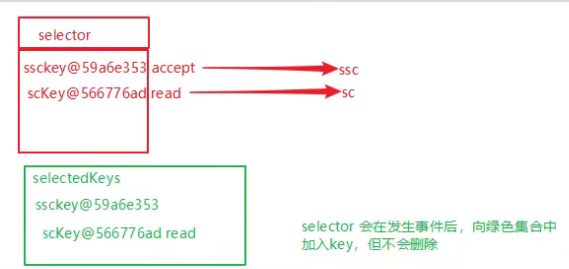 selector
ssckey@59a6e353 accept
ssc
scKey@566776ad read
sc
selectedKeys
ssckey@59a6e353
scKey@566776ad read
selector 会在发生事件后，向绿色集合中
加入key，但不会删除